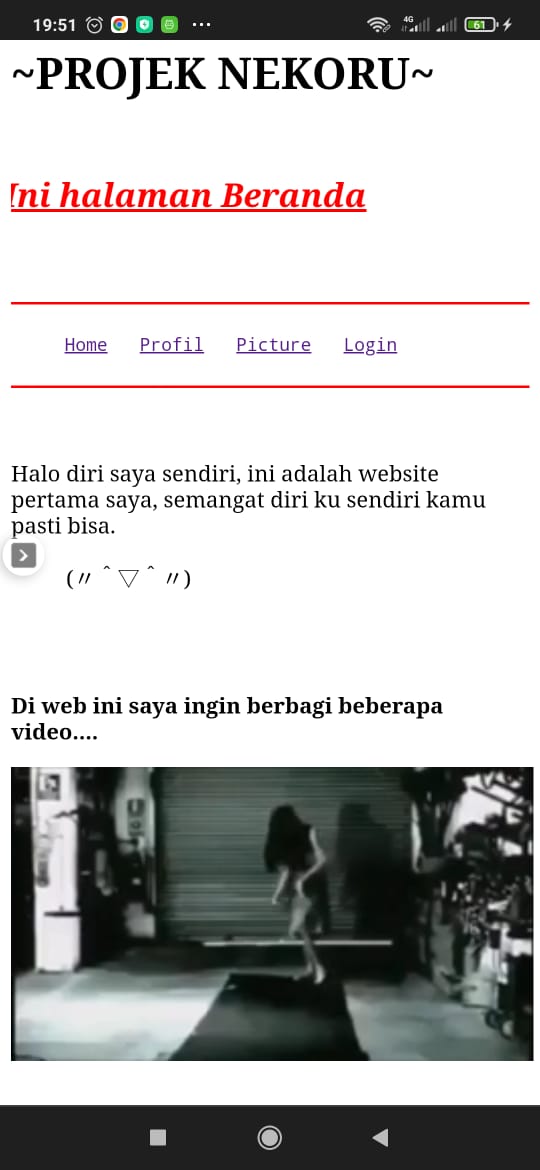 19:51
4G
61
~PROJEK NEKORU~
Ini halaman Beranda
Home Profil Picture Login
Halo diri saya sendiri, ini adalah website
pertama saya, semangat diri ku sendiri kamu
pasti bisa.
(〃＾▽＾〃)
Di web ini saya ingin berbagi beberapa
video....